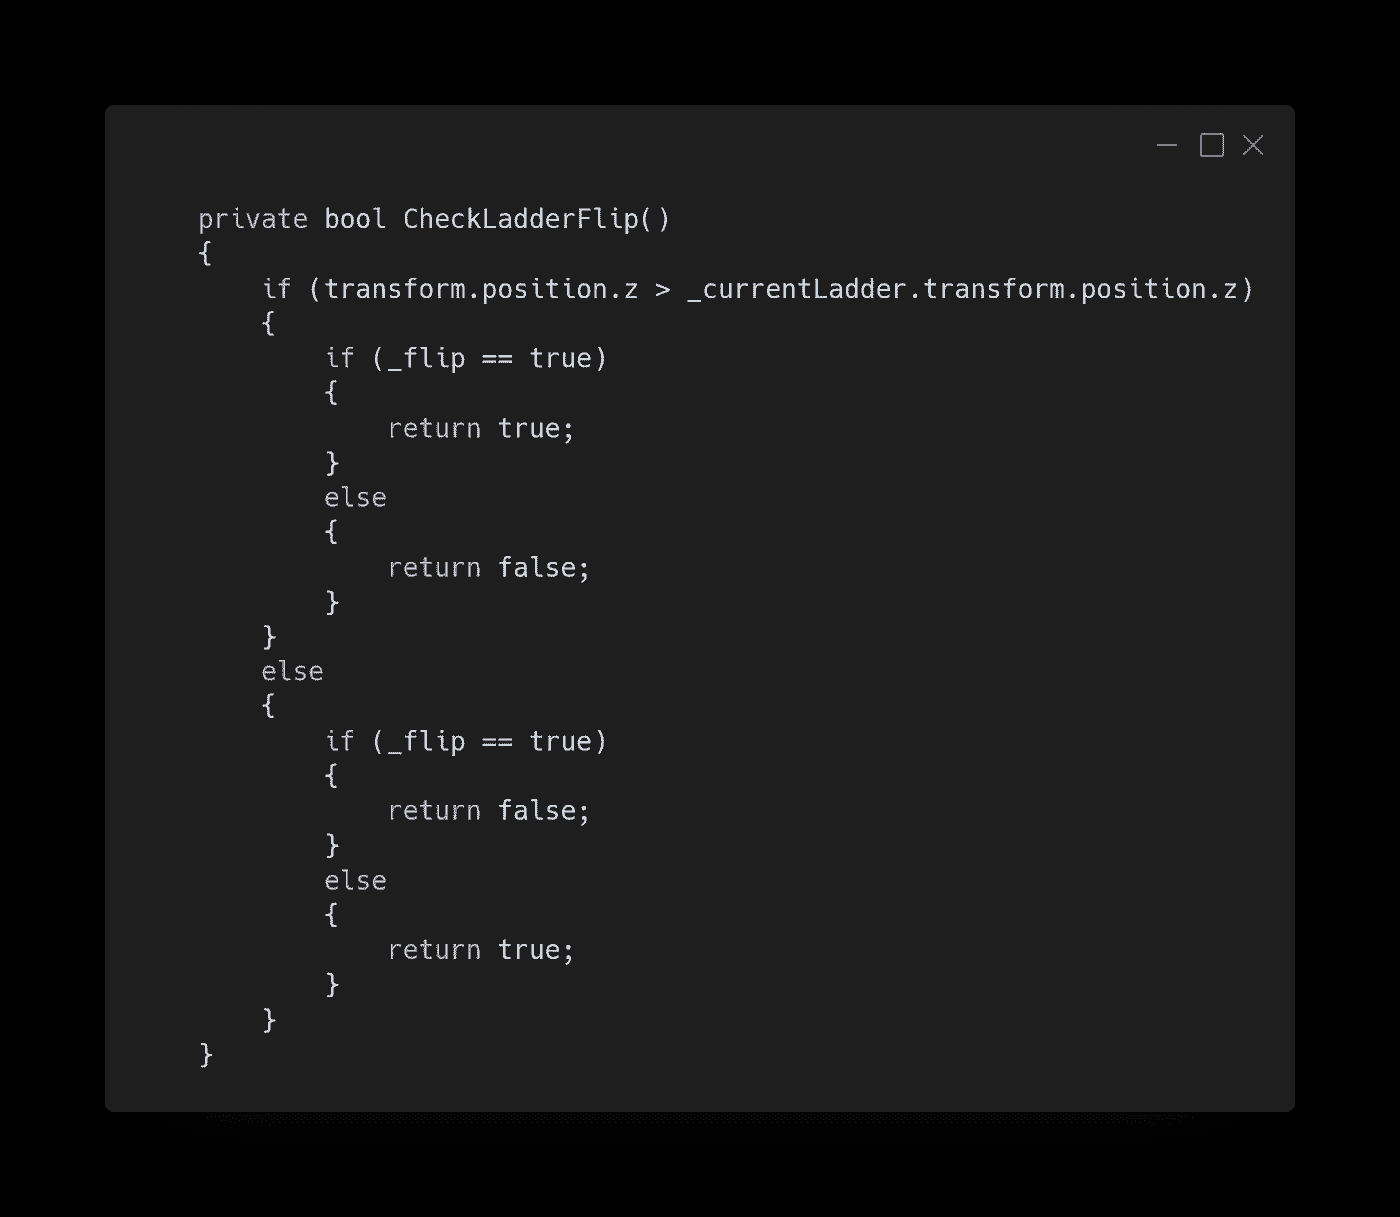 private bool CheckLadderFlip()
{
    if (transform.position.z > _currentLadder.transform.position.z)
    {
        if (_flip == true)
        {
            return true;
        }
        else
        {
            return false;
        }
    }
    else
    {
        if (_flip == true)
        {
            return false;
        }
        else
        {
            return true;
        }
    }
}